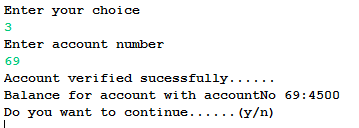 Enter your choice
3
Enter account number
69
Account verified sucessfully......
Balance for account with accountNo 69:4500
Do you want to continue......(y/n)